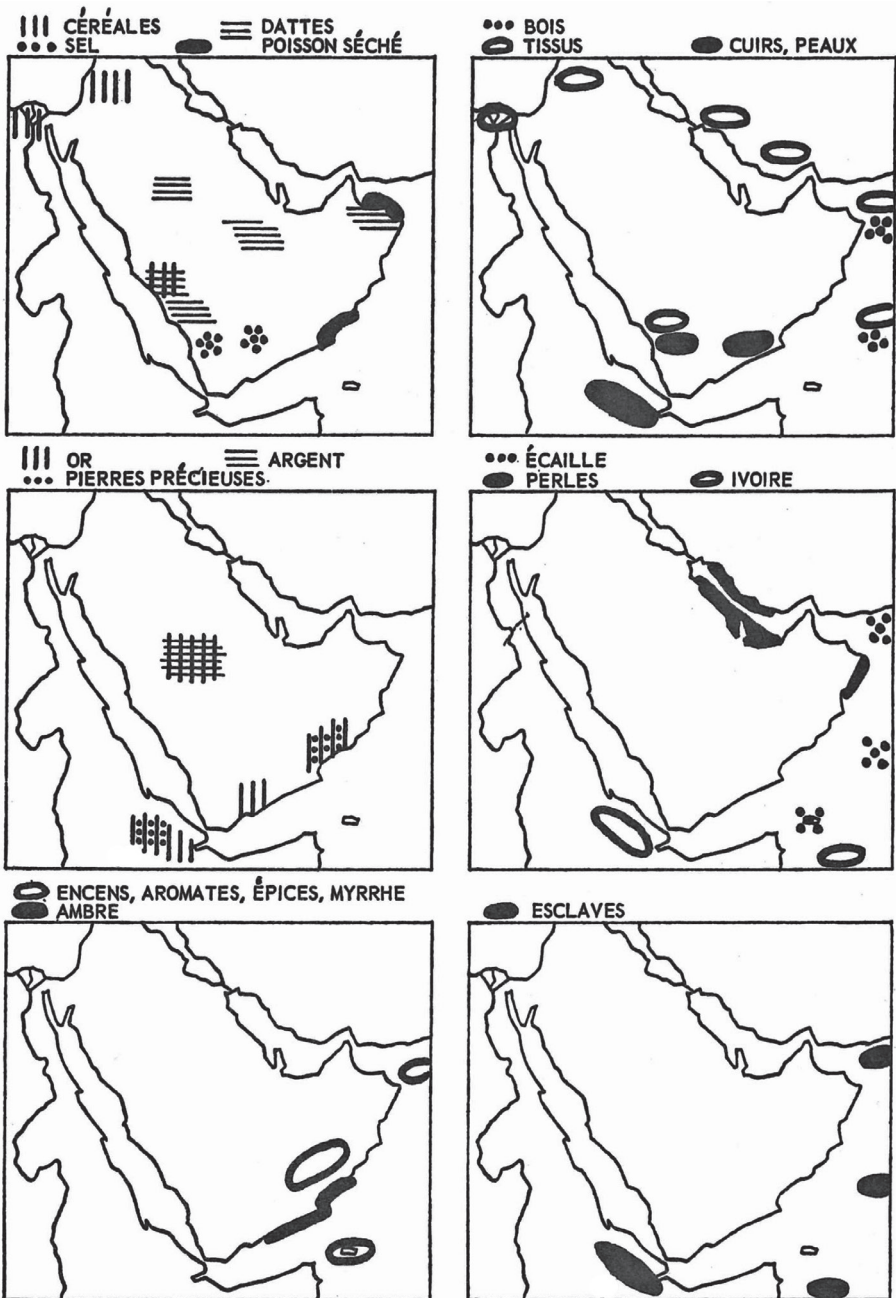 CÉRÉALES DATTES
SEL POISSON SÉCHÉ
BOIS
TISSUS CUIRS, PEAUX
OR ARGENT
PIERRES PRÉCIEUSES.
ÉCAILLE
PERLES IVOIRE
ENCENS, AROMATES, ÉPICES, MYRRHE
AMBRE
ESCLAVES